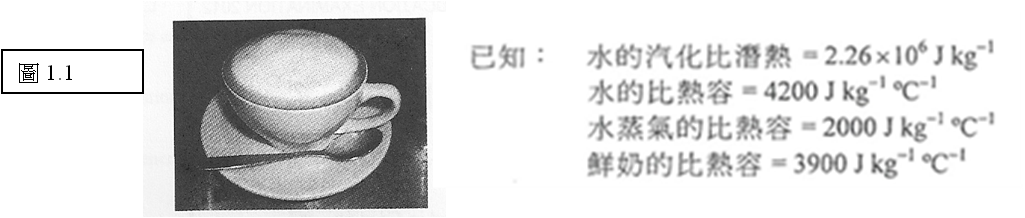 圖 1.1
已知： 水的汽化比潛熱 = 2.26×10⁶ J kg⁻¹
水的比熱容 = 4200 J kg⁻¹ °C⁻¹
水蒸氣的比熱容 = 2000 J kg⁻¹ °C⁻¹
鮮奶的比熱容 = 3900 J kg⁻¹ °C⁻¹